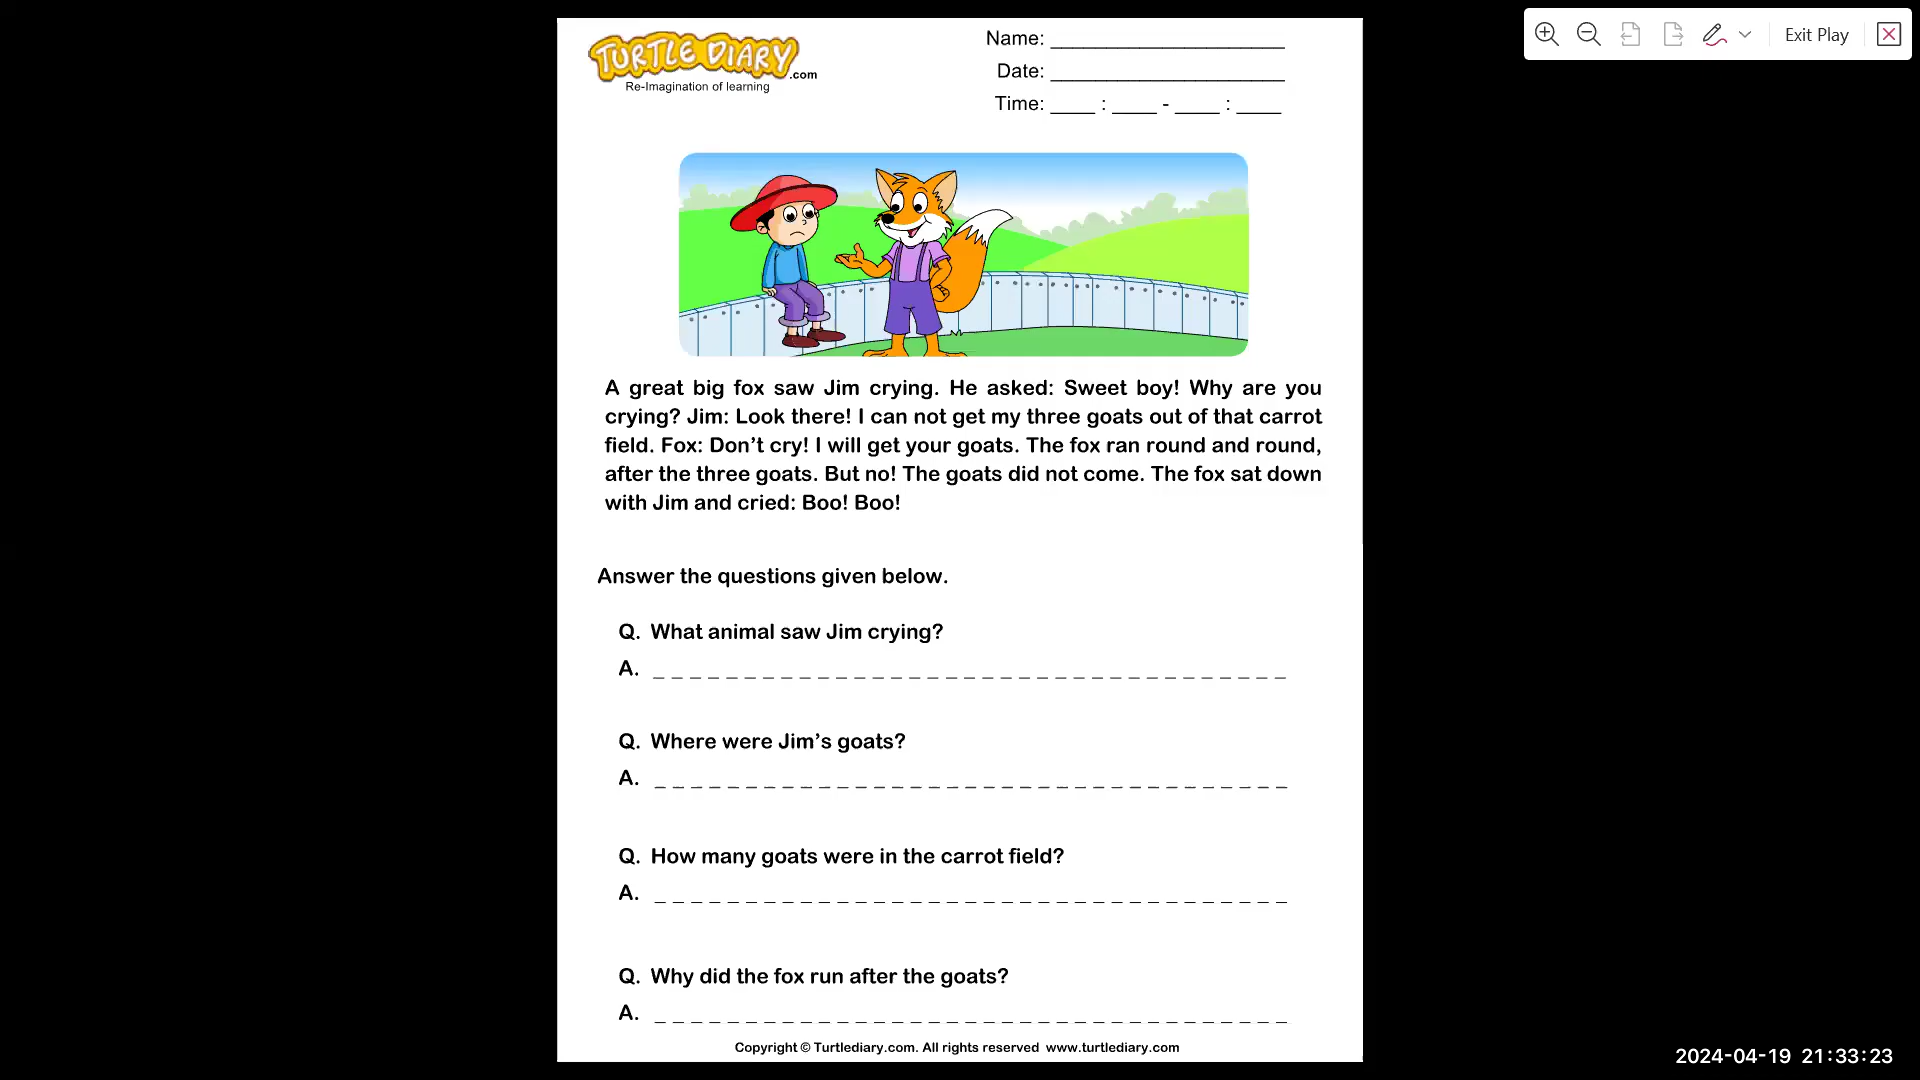 TURTLE DIARY.com
Re-Imagination of learning
Name: _____________________
Date: _____________________
Time: ____ : ____ - ____ : ____
Exit Play
A great big fox saw Jim crying. He asked: Sweet boy! Why are you
crying? Jim: Look there! I can not get my three goats out of that carrot
field. Fox: Don’t cry! I will get your goats. The fox ran round and round,
after the three goats. But no! The goats did not come. The fox sat down
with Jim and cried: Boo! Boo!
Answer the questions given below.
Q. What animal saw Jim crying?
A. _ _ _ _ _ _ _ _ _ _ _ _ _ _ _ _ _ _ _ _ _ _ _ _ _ _ _ _ _ _ _ _ _ _ _
Q. Where were Jim’s goats?
A. _ _ _ _ _ _ _ _ _ _ _ _ _ _ _ _ _ _ _ _ _ _ _ _ _ _ _ _ _ _ _ _ _ _ _
Q. How many goats were in the carrot field?
A. _ _ _ _ _ _ _ _ _ _ _ _ _ _ _ _ _ _ _ _ _ _ _ _ _ _ _ _ _ _ _ _ _ _ _
Q. Why did the fox run after the goats?
A. _ _ _ _ _ _ _ _ _ _ _ _ _ _ _ _ _ _ _ _ _ _ _ _ _ _ _ _ _ _ _ _ _ _ _
Copyright © Turtlediary.com. All rights reserved www.turtlediary.com
2024-04-19 21:33:23